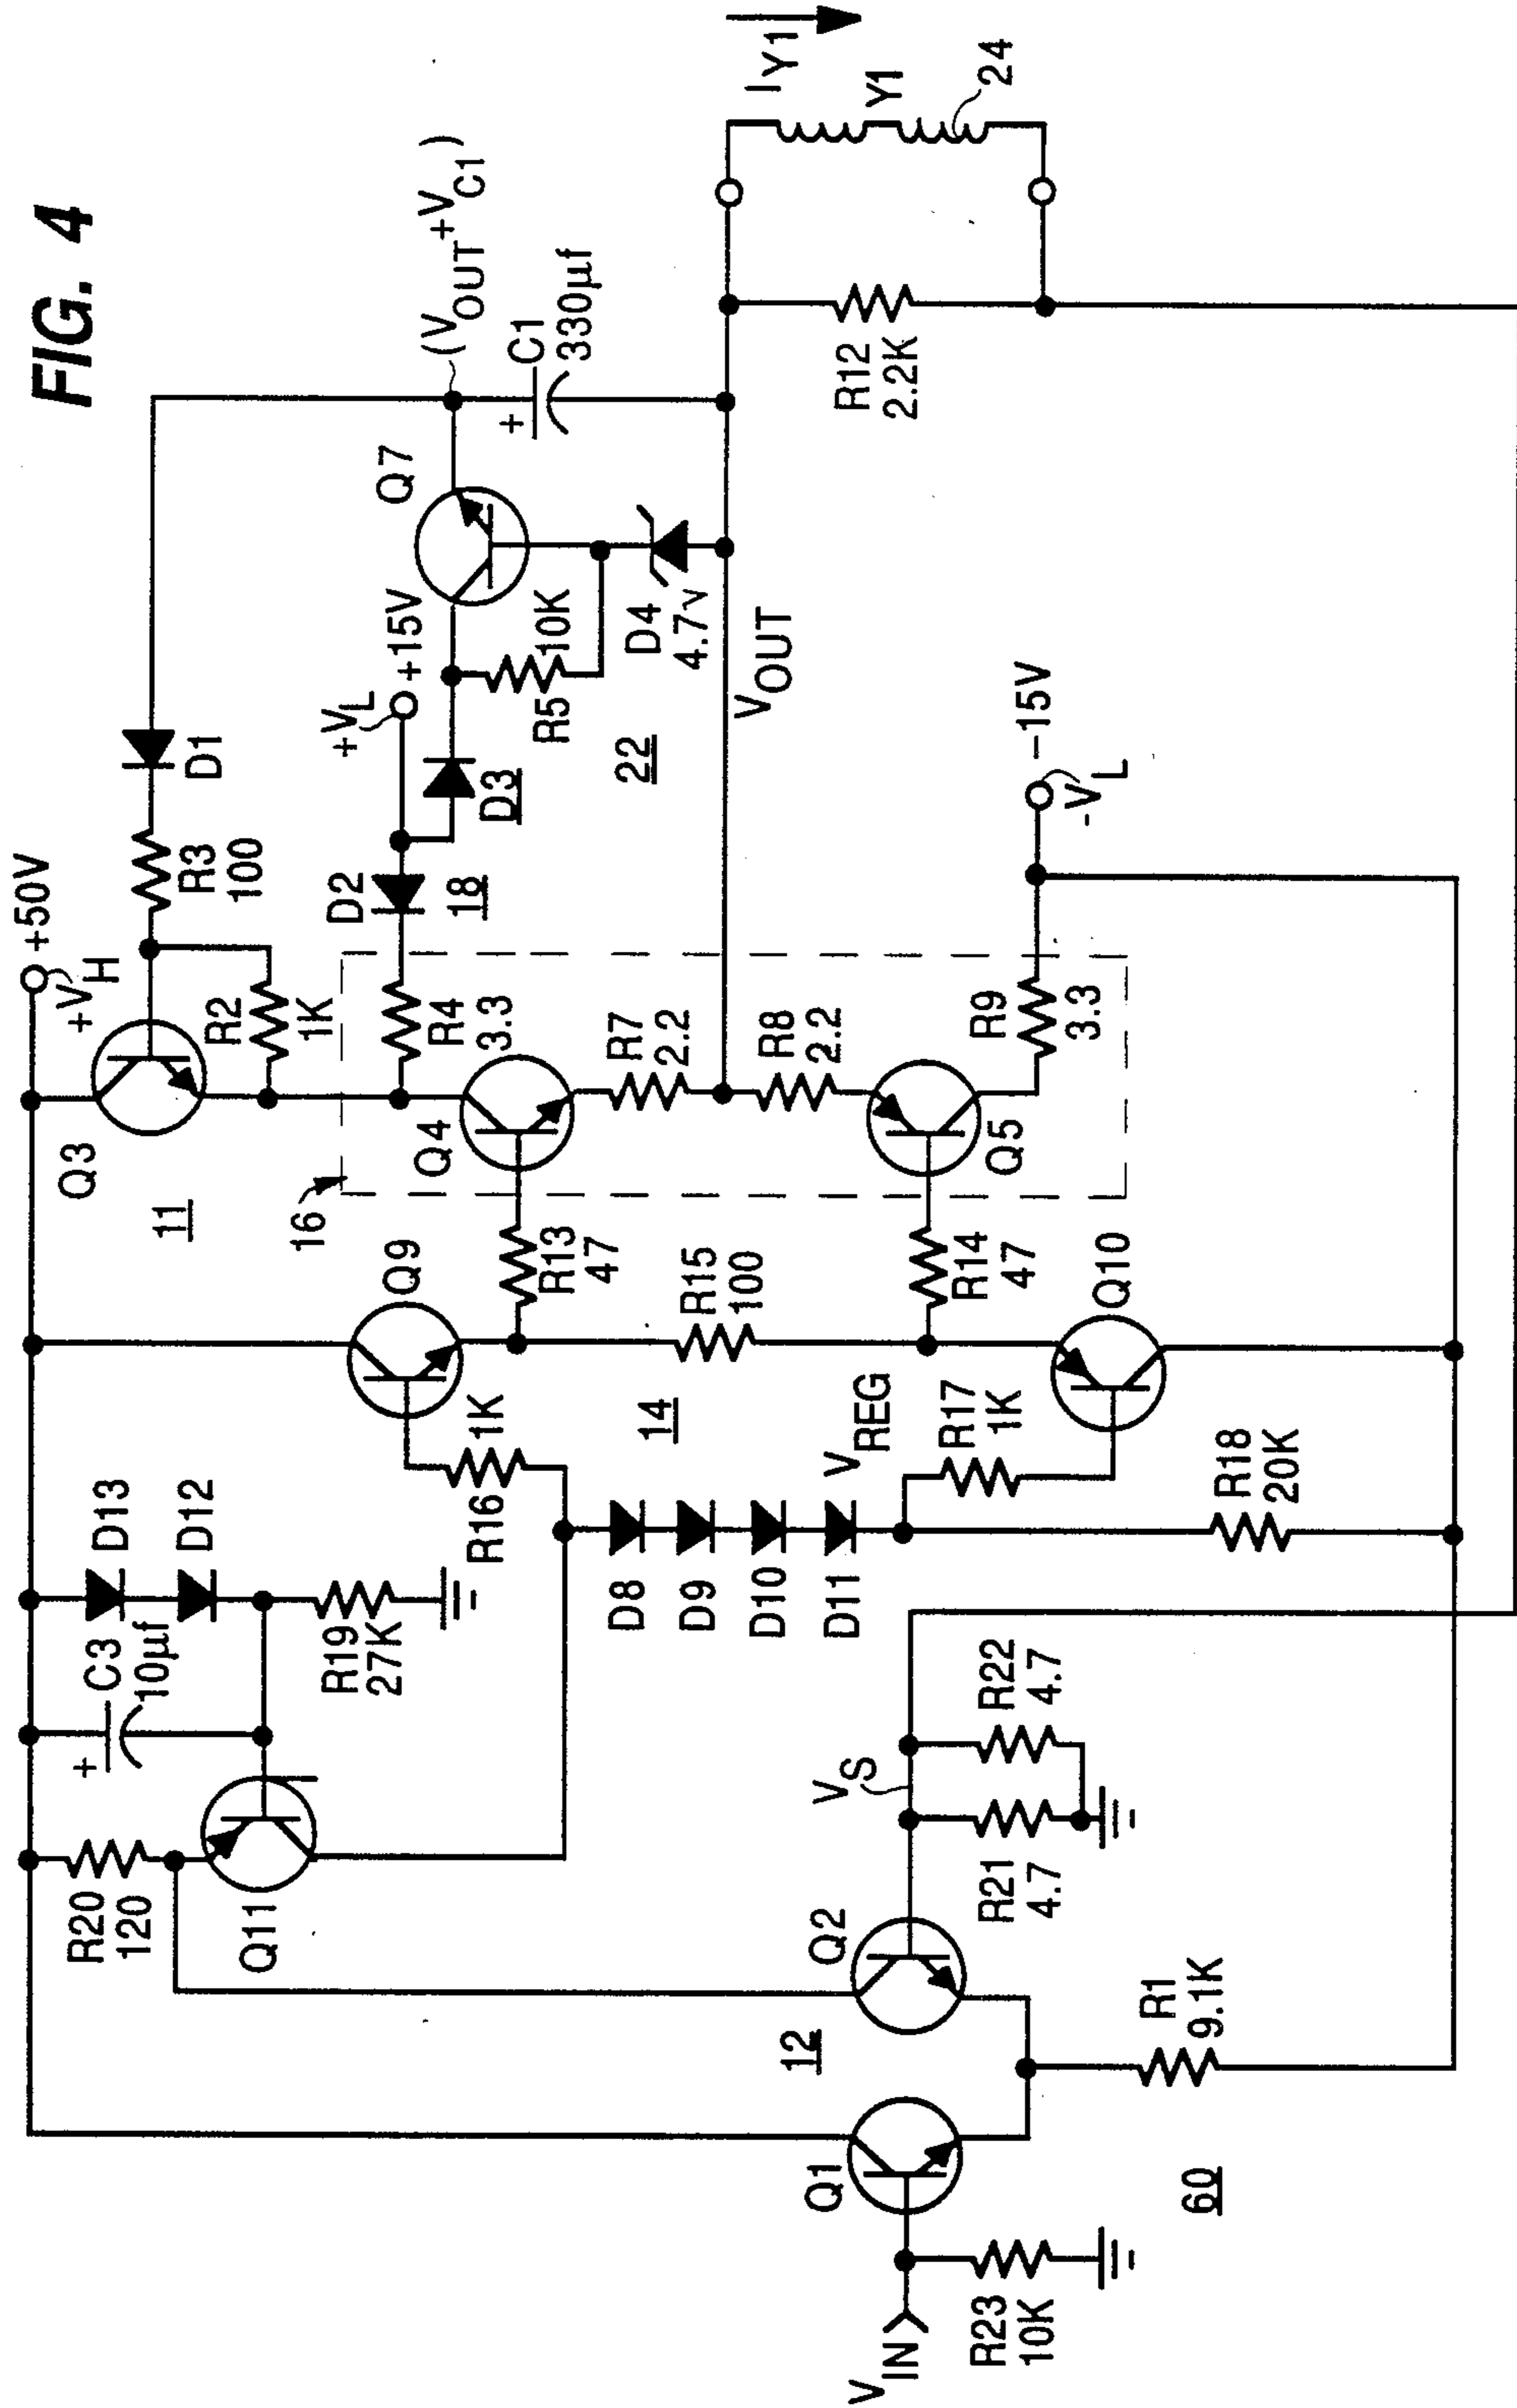 FIG. 4
+50V
+V H
Q3
11
R2
1K
R3
100
D1
(V OUT +V C1 )
Q7
C1
330µf
+
+V L
+15V
D2
18
D3
R5
10K
D4
4.7v
22
V OUT
I Y1
Y1
24
R12
2.2K
16
R4
3.3
Q4
R7
2.2
R8
2.2
Q5
R9
3.3
-15V
-V L
Q9
R13
47
R15
100
R14
47
Q10
14
R16
1K
V REG
R17
1K
R18
20K
D13
D12
C3
10µf
+
R19
27K
D8
D9
D10
D11
R20
120
Q11
V S
R22
4.7
R21
4.7
Q2
12
R1
9.1K
Q1
60
V IN
R23
10K